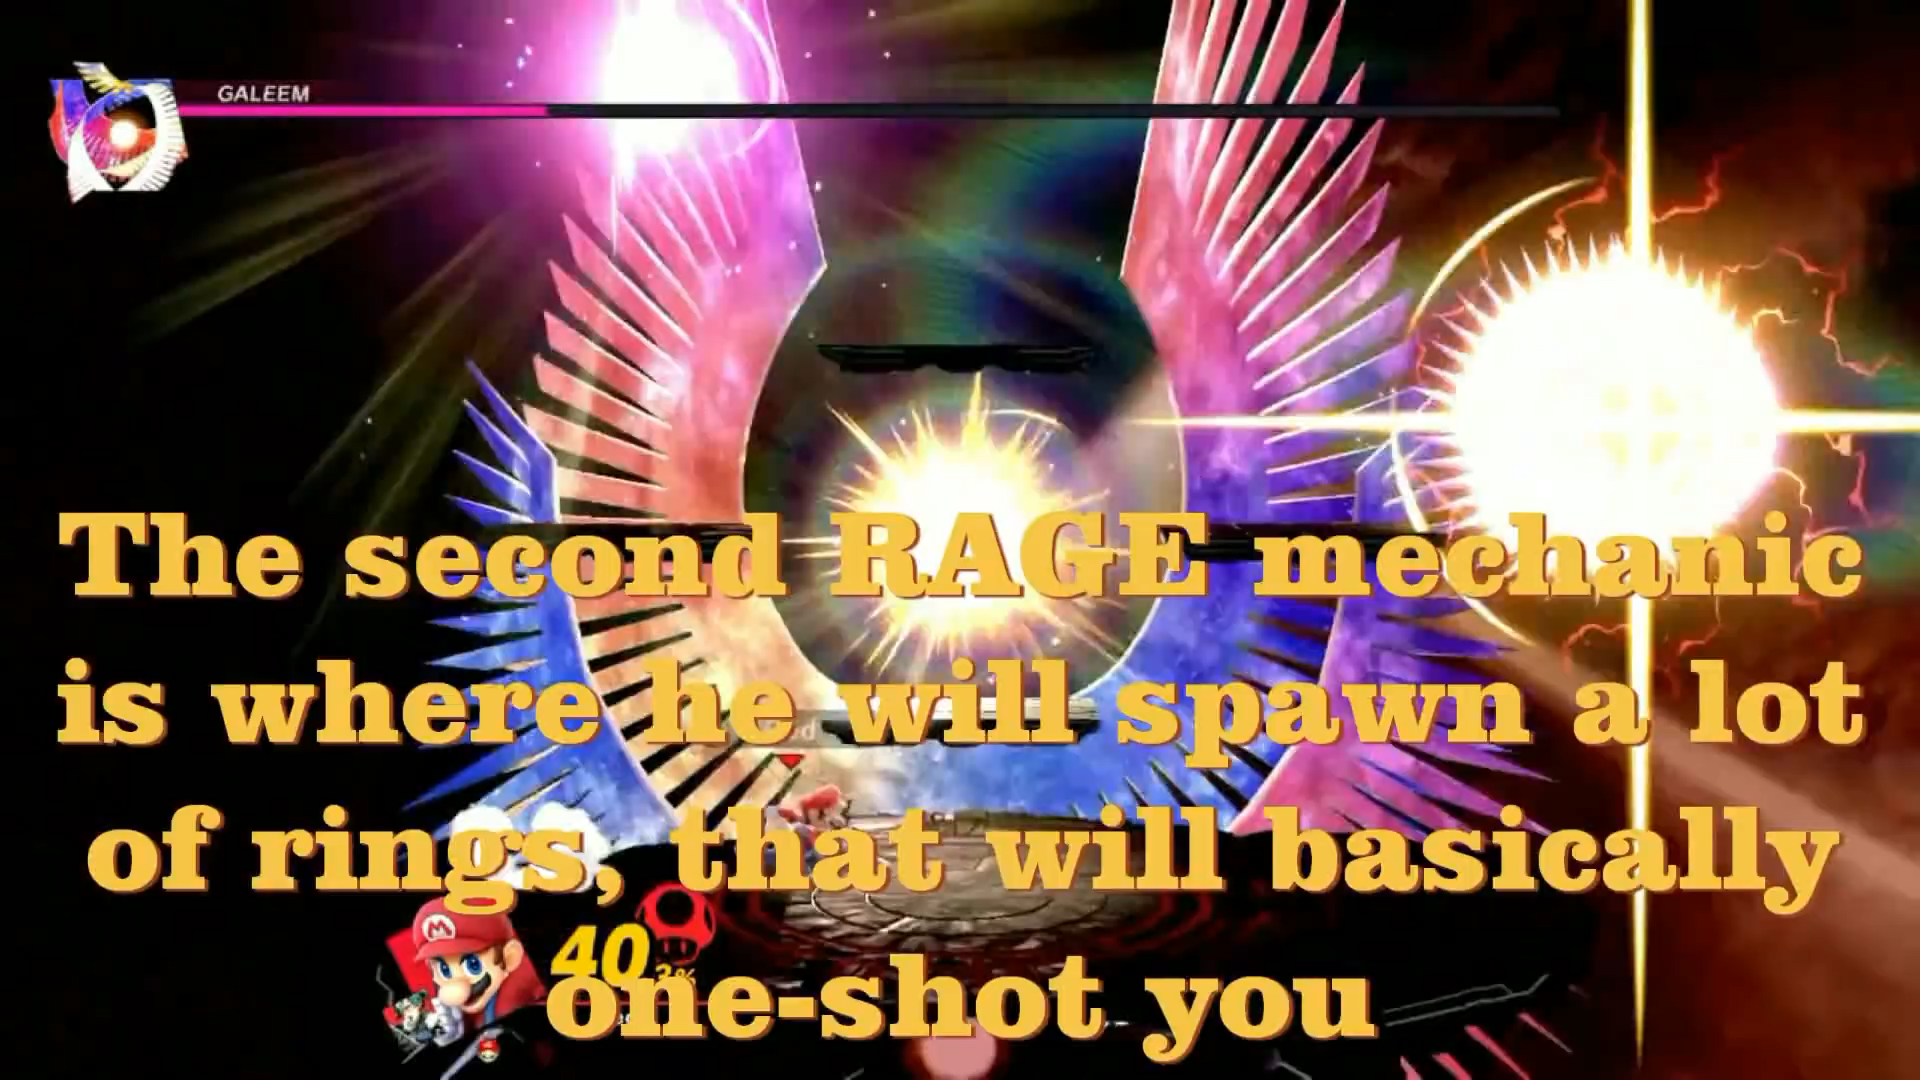 GALEEM
The second RAGE mechanic
is where he will spawn a lot
of rings, that will basically
40.3%
one-shot you